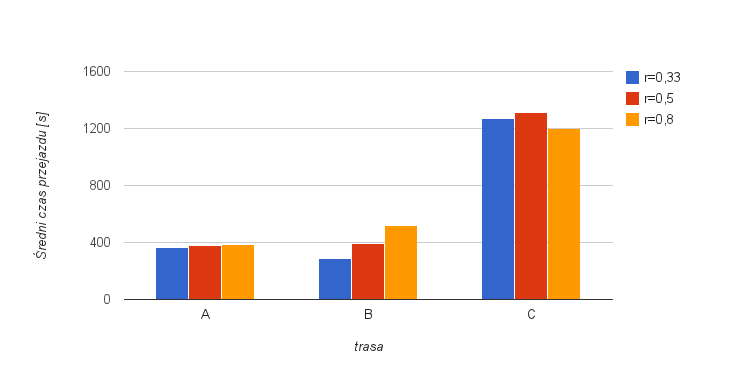 1600
1200
800
400
0
Średni czas przejazdu [s]
A
B
C
trasa
r=0,33
r=0,5
r=0,8